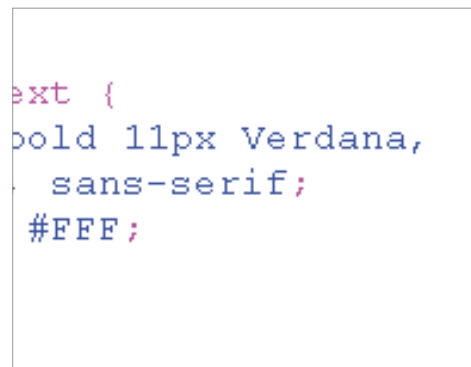 ext {
bold 11px Verdana,
, sans-serif;
#FFF;